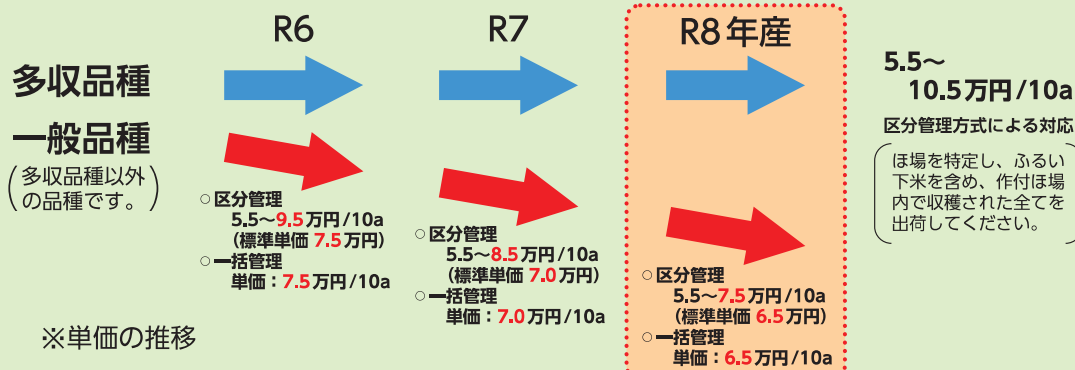 R6
R7
R8年産
多収品種
5.5〜
10.5万円/10a
区分管理方式による対応
ほ場を特定し、ふるい
下米を含め、作付ほ場
内で収穫された全てを
出荷してください。
一般品種
(多収品種以外
の品種です。)
○区分管理
5.5〜9.5万円/10a
(標準単価 7.5万円)
○一括管理
単価：7.5万円/10a
○区分管理
5.5〜8.5万円/10a
(標準単価 7.0万円)
○一括管理
単価：7.0万円/10a
○区分管理
5.5〜7.5万円/10a
(標準単価 6.5万円)
○一括管理
単価：6.5万円/10a
※単価の推移